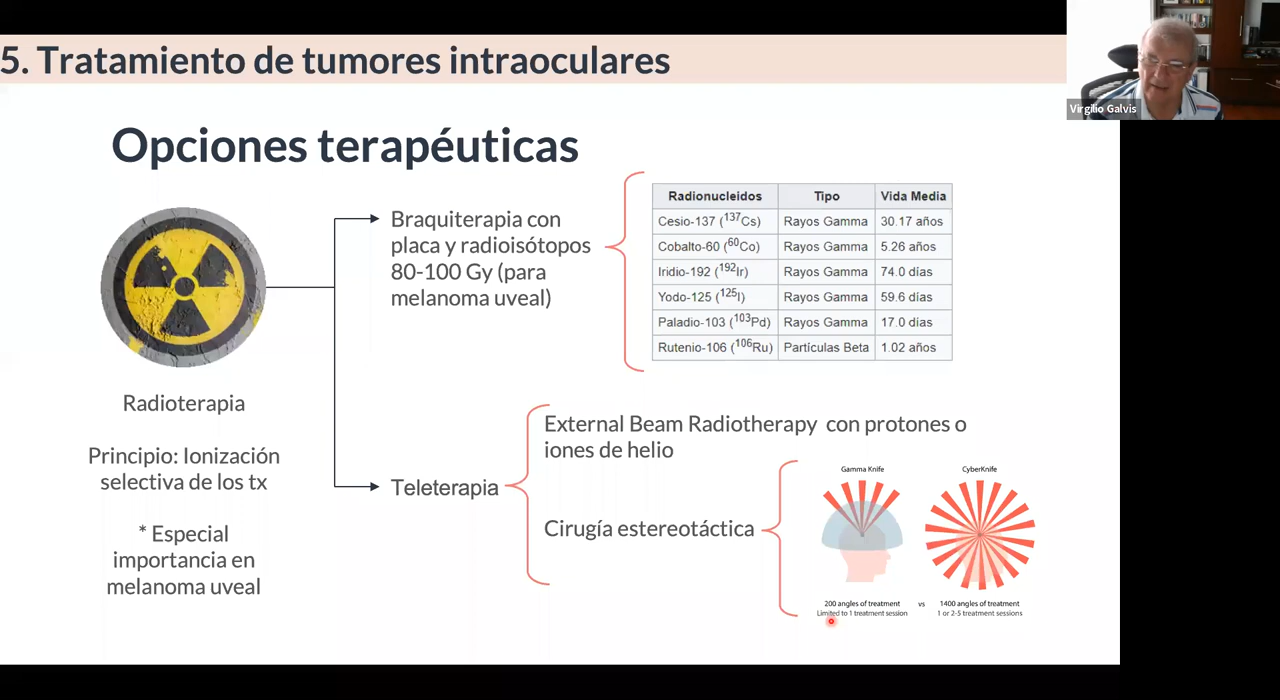 5. Tratamiento de tumores intraoculares
Virgilio Galvis
Opciones terapéuticas
Radioterapia
Principio: Ionización
selectiva de los tx
* Especial
importancia en
melanoma uveal
Braquiterapia con
placa y radioisótopos
80-100 Gy (para
melanoma uveal)
Radionucleidos Tipo Vida Media
Cesio-137 (137Cs) Rayos Gamma 30.17 años
Cobalto-60 (60Co) Rayos Gamma 5.26 años
Iridio-192 (192Ir) Rayos Gamma 74.0 días
Yodo-125 (125I) Rayos Gamma 59.6 días
Paladio-103 (103Pd) Rayos Gamma 17.0 días
Rutenio-106 (106Ru) Partículas Beta 1.02 años
Teleterapia
External Beam Radiotherapy con protones o
iones de helio
Cirugía estereotáctica
Gamma Knife CyberKnife
200 angles of treatment vs 1400 angles of treatment
Limited to 1 treatment session 1 or 2-5 treatment sessions